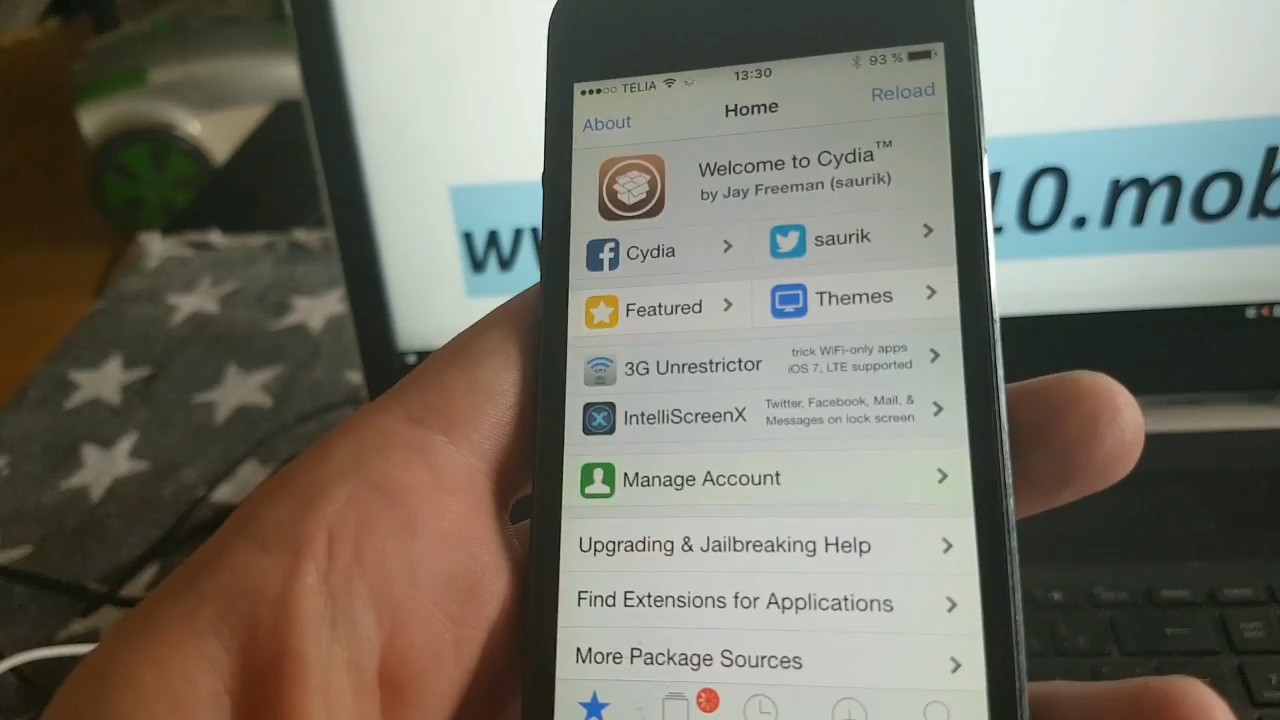 TELIA 13:30 93 %
About Home Reload
Welcome to Cydia™
by Jay Freeman (saurik)
Cydia saurik
Featured Themes
3G Unrestrictor trick WiFi-only apps
iOS 7, LTE supported
IntelliScreenX Twitter, Facebook, Mail, &
Messages on lock screen
Manage Account
Upgrading & Jailbreaking Help
Find Extensions for Applications
More Package Sources
10.mob